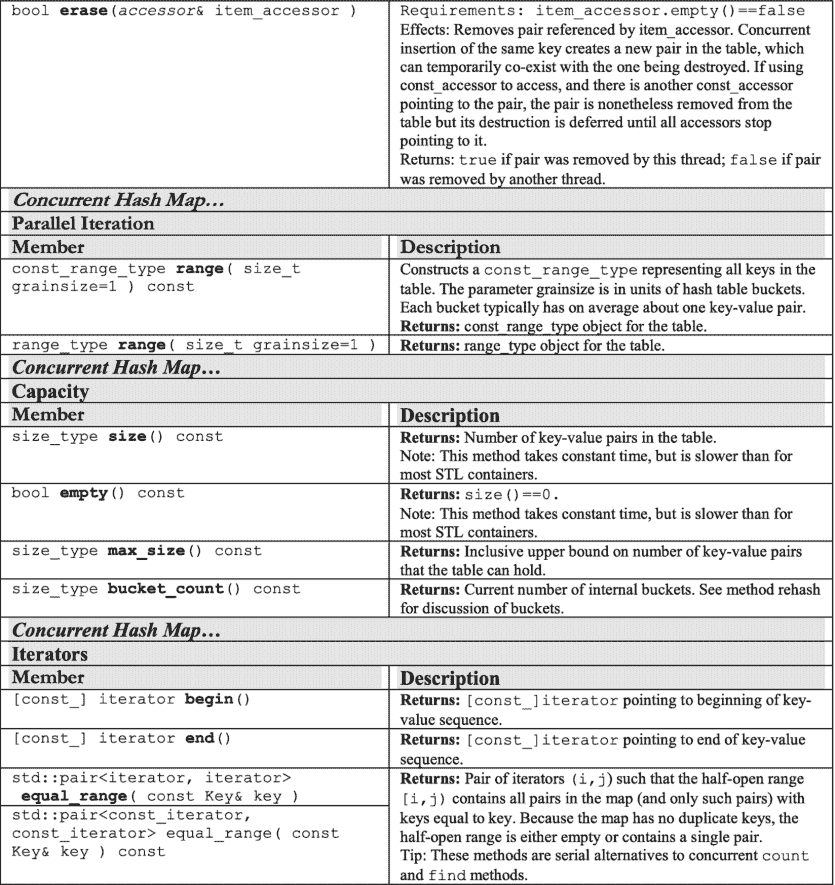 bool erase(accessor& item_accessor )
Requirements: item_accessor.empty()==false
Effects: Removes pair referenced by item_accessor. Concurrent
insertion of the same key creates a new pair in the table, which
can temporarily co-exist with the one being destroyed. If using
const_accessor to access, and there is another const_accessor
pointing to the pair, the pair is nonetheless removed from the
table but its destruction is deferred until all accessors stop
pointing to it.
Returns: true if pair was removed by this thread; false if pair
was removed by another thread.
Concurrent Hash Map...
Parallel Iteration
Member
Description
const_range_type range( size_t
grainsize=1 ) const
Constructs a const_range_type representing all keys in the
table. The parameter grainsize is in units of hash table buckets.
Each bucket typically has on average about one key-value pair.
Returns: const_range_type object for the table.
range_type range( size_t grainsize=1 )
Returns: range_type object for the table.
Concurrent Hash Map...
Capacity
Member
Description
size_type size() const
Returns: Number of key-value pairs in the table.
Note: This method takes constant time, but is slower than for
most STL containers.
bool empty() const
Returns: size()==0.
Note: This method takes constant time, but is slower than for
most STL containers.
size_type max_size() const
Returns: Inclusive upper bound on number of key-value pairs
that the table can hold.
size_type bucket_count() const
Returns: Current number of internal buckets. See method rehash
for discussion of buckets.
Concurrent Hash Map...
Iterators
Member
Description
[const_] iterator begin()
Returns: [const_]iterator pointing to beginning of key-
value sequence.
[const_] iterator end()
Returns: [const_]iterator pointing to end of key-value
sequence.
std::pair<iterator, iterator>
equal_range( const Key& key )
std::pair<const_iterator,
const_iterator> equal_range( const
Key& key ) const
Returns: Pair of iterators (i,j) such that the half-open range
[i,j) contains all pairs in the map (and only such pairs) with
keys equal to key. Because the map has no duplicate keys, the
half-open range is either empty or contains a single pair.
Tip: These methods are serial alternatives to concurrent count
and find methods.